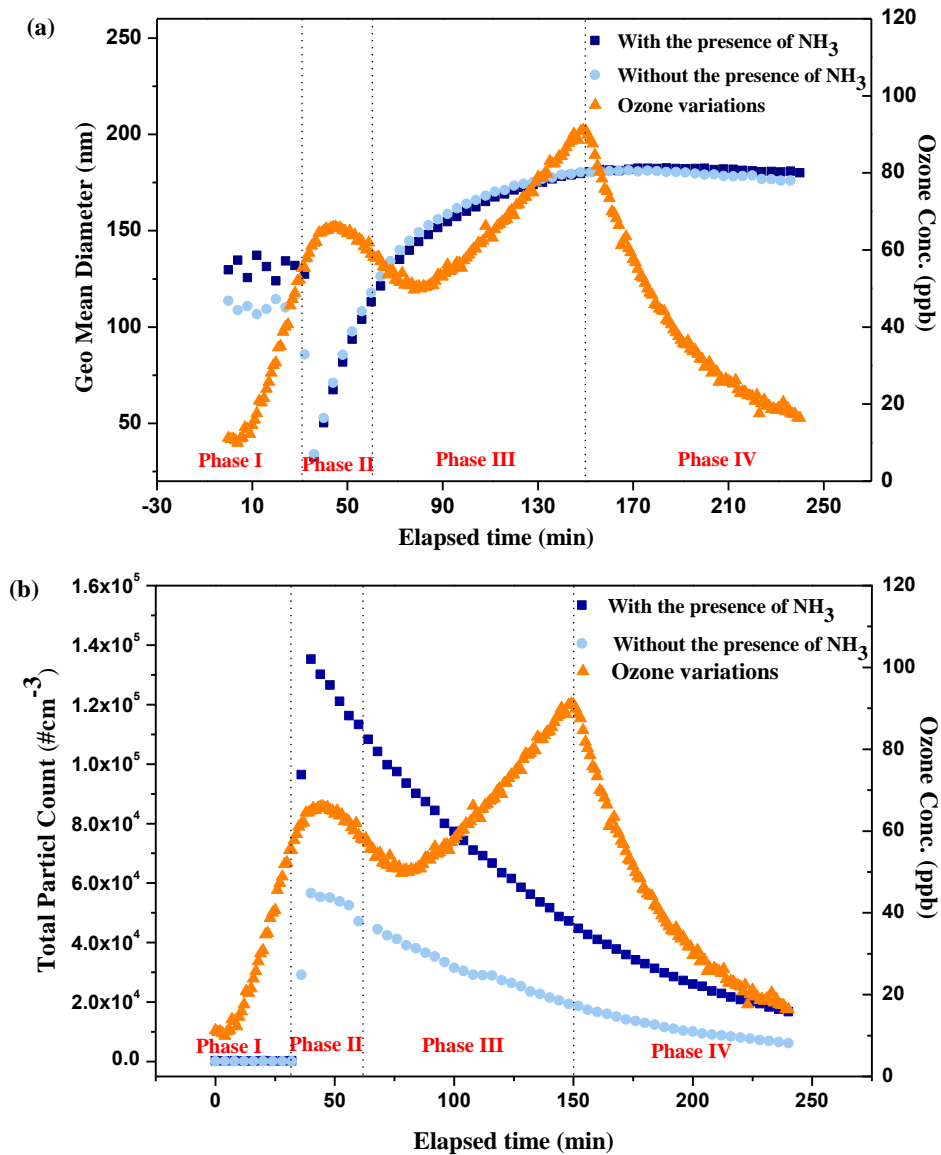 (a)
250
200
150
100
50
Geo Mean Diameter (nm)
With the presence of NH3
Without the presence of NH3
Ozone variations
120
100
80
60
40
20
0
Ozone Conc. (ppb)
Phase I
Phase II
Phase III
Phase IV
-30
10
50
90
130
170
210
250
Elapsed time (min)
(b)
1.6x10^5
1.4x10^5
1.2x10^5
1.0x10^5
8.0x10^4
6.0x10^4
4.0x10^4
2.0x10^4
0.0
Total Particl Count (#cm^-3)
With the presence of NH3
Without the presence of NH3
Ozone variations
120
100
80
60
40
20
0
Ozone Conc. (ppb)
Phase I
Phase II
Phase III
Phase IV
0
50
100
150
200
250
Elapsed time (min)